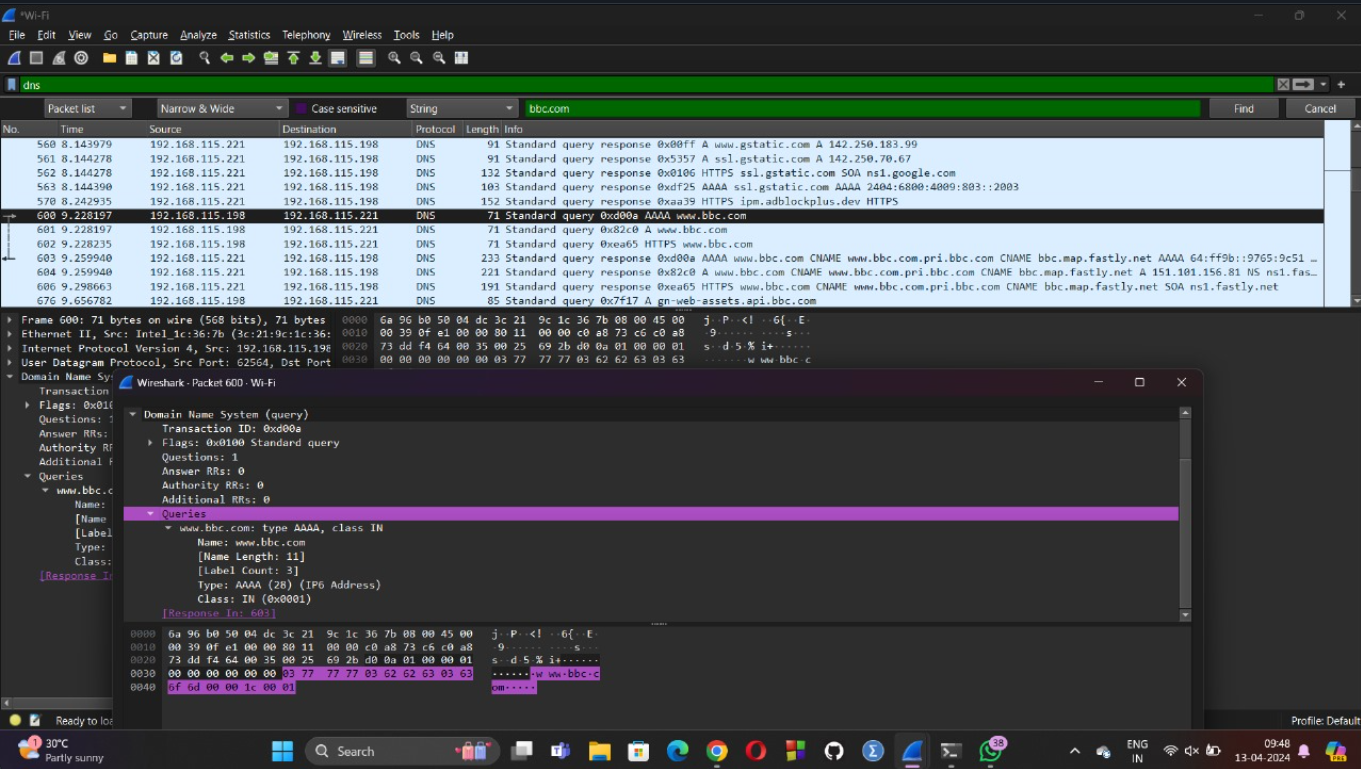 *Wi-Fi
File Edit View Go Capture Analyze Statistics Telephony Wireless Tools Help
dns
Packet list Narrow & Wide Case sensitive String bbc.com Find Cancel
No. Time Source Destination Protocol Length Info
560 8.143979 192.168.115.221 192.168.115.198 DNS 91 Standard query response 0x00ff A www.gstatic.com A 142.250.183.99
561 8.144278 192.168.115.221 192.168.115.198 DNS 91 Standard query response 0x5357 A ssl.gstatic.com A 142.250.70.67
562 8.144278 192.168.115.221 192.168.115.198 DNS 132 Standard query response 0x0106 HTTPS ssl.gstatic.com SOA ns1.google.com
563 8.144390 192.168.115.221 192.168.115.198 DNS 103 Standard query response 0xdf25 AAAA ssl.gstatic.com AAAA 2404:6800:4009:803::2003
570 8.242935 192.168.115.221 192.168.115.198 DNS 152 Standard query response 0xaa39 HTTPS ipm.adblockplus.dev HTTPS
600 9.228197 192.168.115.198 192.168.115.221 DNS 71 Standard query 0xd00a AAAA www.bbc.com
601 9.228197 192.168.115.198 192.168.115.221 DNS 71 Standard query 0x82c0 A www.bbc.com
602 9.228235 192.168.115.198 192.168.115.221 DNS 71 Standard query 0xea65 HTTPS www.bbc.com
603 9.259940 192.168.115.221 192.168.115.198 DNS 233 Standard query response 0xd00a AAAA www.bbc.com CNAME www.bbc.com.pri.bbc.com CNAME bbc.map.fastly.net AAAA 64:ff9b::9765:9c51 …
604 9.259940 192.168.115.221 192.168.115.198 DNS 221 Standard query response 0x82c0 A www.bbc.com CNAME www.bbc.com.pri.bbc.com CNAME bbc.map.fastly.net A 151.101.156.81 NS ns1.fas…
606 9.298663 192.168.115.221 192.168.115.198 DNS 191 Standard query response 0xea65 HTTPS www.bbc.com CNAME www.bbc.com.pri.bbc.com CNAME bbc.map.fastly.net SOA ns1.fastly.net
676 9.656782 192.168.115.198 192.168.115.221 DNS 85 Standard query 0x7f17 A gn-web-assets.api.bbc.com
Frame 600: 71 bytes on wire (568 bits), 71 bytes 0000 6a 96 b0 50 04 dc 3c 21 9c 1c 36 7b 08 00 45 00 j··P··<! ··6{··E·
Ethernet II, Src: Intel_1c:36:7b (3c:21:9c:1c:36: 0010 00 39 0f e1 00 00 80 11 00 00 c0 a8 73 c6 c0 a8 ·9······ ····s···
Internet Protocol Version 4, Src: 192.168.115.198 0020 73 dd f4 64 00 35 00 25 69 2b d0 0a 01 00 00 01 s··d·5·% i+······
User Datagram Protocol, Src Port: 62564, Dst Port 0030 00 00 00 00 00 00 03 77 77 77 03 62 62 63 03 63 ·······w ww·bbc·c
Domain Name Sy
Transaction
Flags: 0x010
Questions: 1
Answer RRs:
Authority RR
Additional R
Queries
www.bbc.c
Name:
[Name
[Label
Type:
Class:
[Response In
Wireshark · Packet 600 · Wi-Fi
Domain Name System (query)
Transaction ID: 0xd00a
Flags: 0x0100 Standard query
Questions: 1
Answer RRs: 0
Authority RRs: 0
Additional RRs: 0
Queries
www.bbc.com: type AAAA, class IN
Name: www.bbc.com
[Name Length: 11]
[Label Count: 3]
Type: AAAA (28) (IP6 Address)
Class: IN (0x0001)
[Response In: 603]
0000 6a 96 b0 50 04 dc 3c 21 9c 1c 36 7b 08 00 45 00 j··P··<! ··6{··E·
0010 00 39 0f e1 00 00 80 11 00 00 c0 a8 73 c6 c0 a8 ·9······ ····s···
0020 73 dd f4 64 00 35 00 25 69 2b d0 0a 01 00 00 01 s··d·5·% i+······
0030 00 00 00 00 00 00 03 77 77 77 03 62 62 63 03 63 ·······w ww·bbc·c
0040 6f 6d 00 00 1c 00 01 om·····
Ready to loa
Profile: Default
1 30°C
Partly sunny
Search
38
ENG
IN
09:48
13-04-2024
PRE